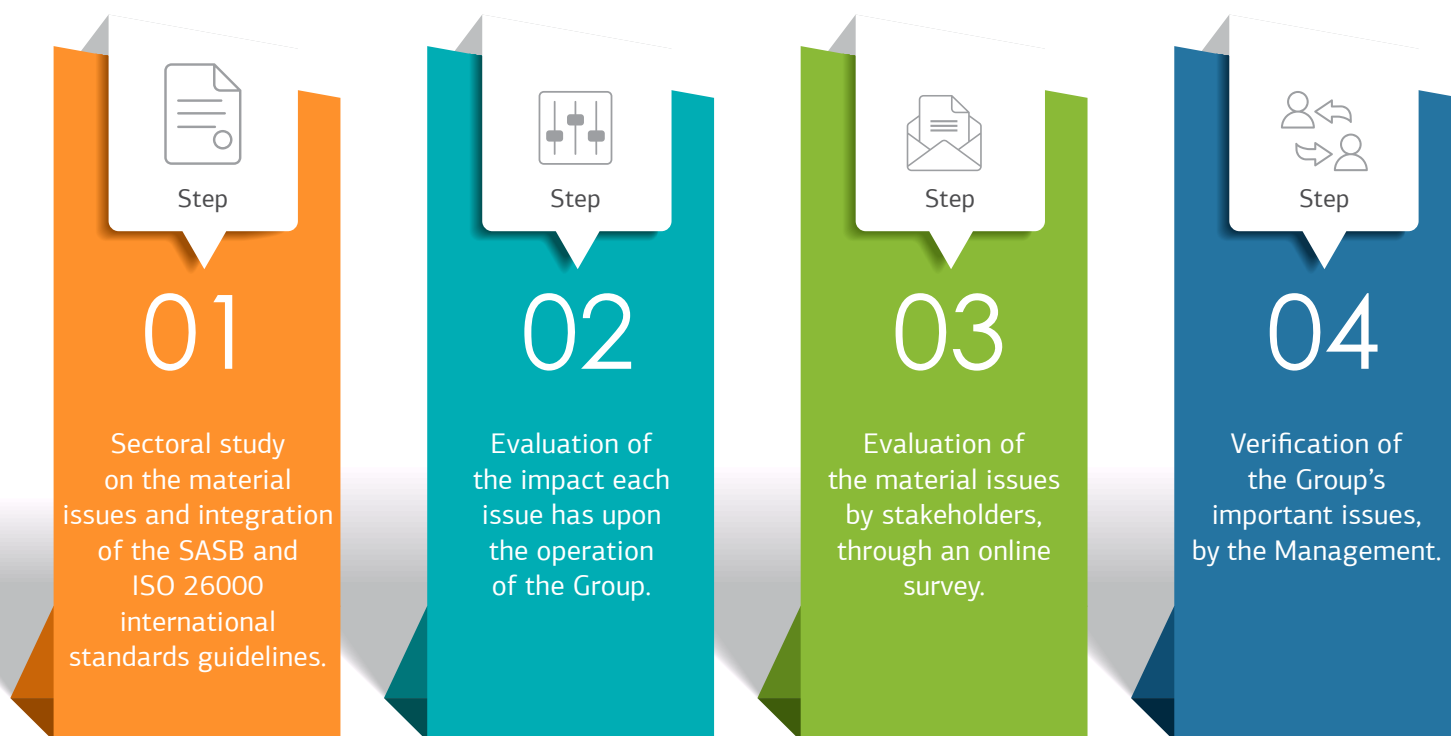 Step
01
Sectoral study
on the material
issues and integration
of the SASB and
ISO 26000
international
standards guidelines.
Step
02
Evaluation of
the impact each
issue has upon
the operation
of the Group.
Step
03
Evaluation of
the material issues
by stakeholders,
through an online
survey.
Step
04
Verification of
the Group’s
important issues,
by the Management.